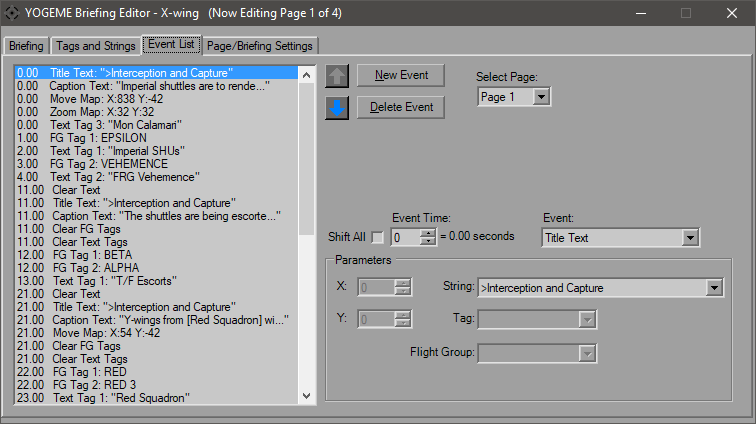 YOGEME Briefing Editor - X-wing (Now Editing Page 1 of 4)
Briefing Tags and Strings Event List Page/Briefing Settings
0.00 Title Text: ">Interception and Capture"
0.00 Caption Text: "Imperial shuttles are to rende..."
0.00 Move Map: X:838 Y:-42
0.00 Zoom Map: X:32 Y:32
0.00 Text Tag 3: "Mon Calamari"
1.00 FG Tag 1: EPSILON
2.00 Text Tag 1: "Imperial SHUs"
3.00 FG Tag 2: VEHEMENCE
4.00 Text Tag 2: "FRG Vehemence"
11.00 Clear Text
11.00 Title Text: ">Interception and Capture"
11.00 Caption Text: "The shuttles are being escorte..."
11.00 Clear FG Tags
11.00 Clear Text Tags
12.00 FG Tag 1: BETA
12.00 FG Tag 2: ALPHA
13.00 Text Tag 1: "T/F Escorts"
21.00 Clear Text
21.00 Title Text: ">Interception and Capture"
21.00 Caption Text: "Y-wings from [Red Squadron] wi..."
21.00 Move Map: X:54 Y:-42
21.00 Clear FG Tags
21.00 Clear Text Tags
22.00 FG Tag 1: RED
22.00 FG Tag 2: RED 3
23.00 Text Tag 1: "Red Squadron"
New Event
Delete Event
Select Page:
Page 1
Event Time:
Event:
Shift All
0
= 0.00 seconds
Title Text
Parameters
X:
0
String:
>Interception and Capture
Y:
0
Tag:
Flight Group: